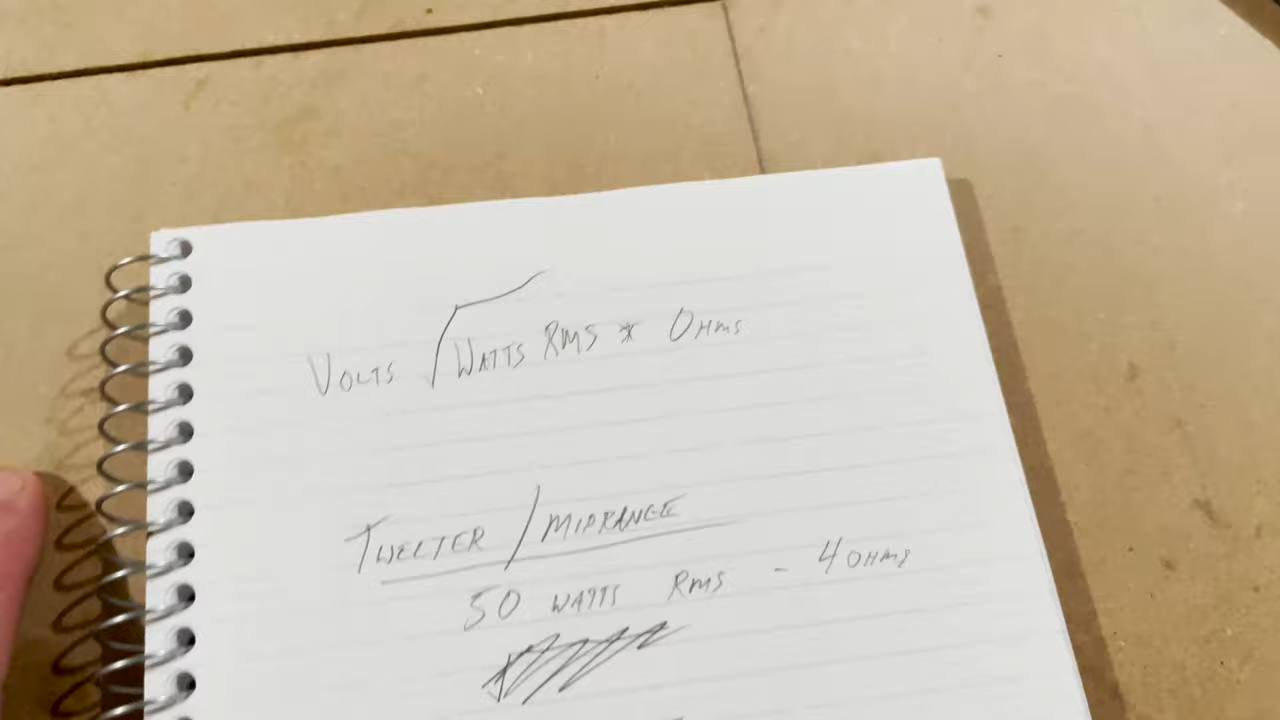 VOLTS √WATTS RMS * OHMS
TWEETER / MIDRANGE
50 WATTS RMS - 4 OHMS